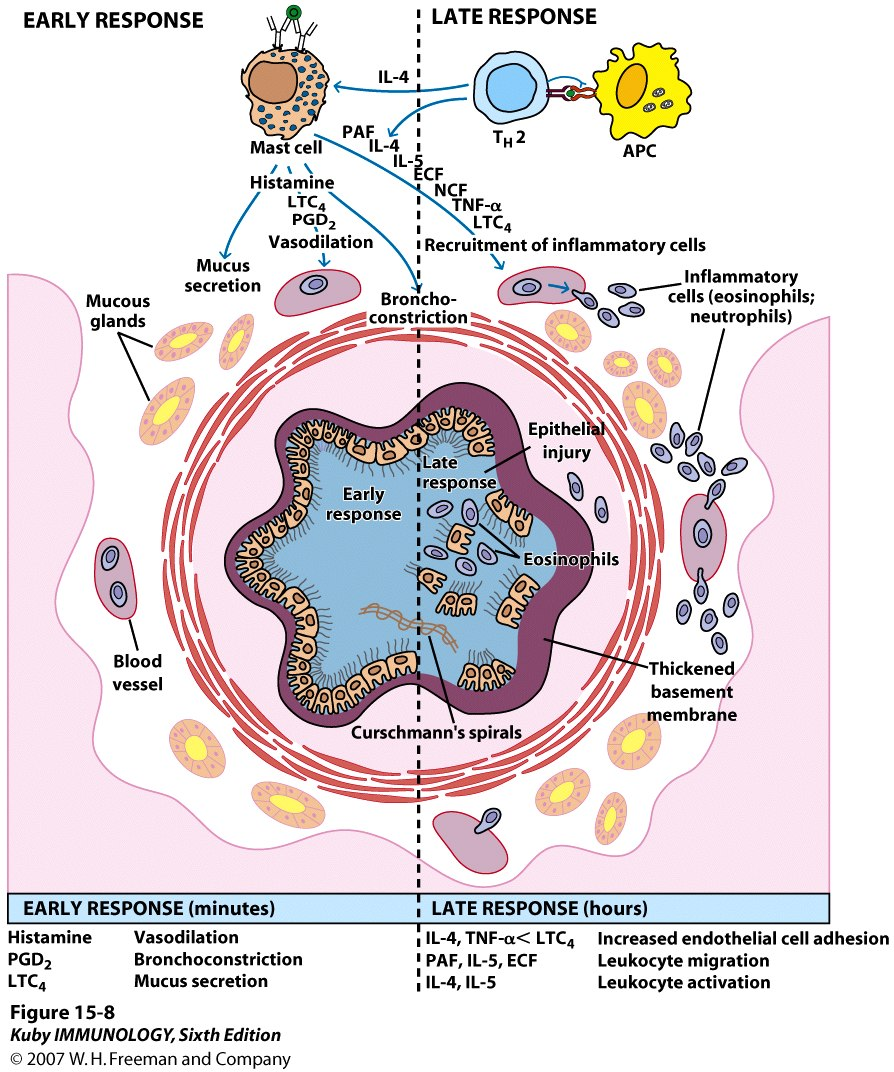 EARLY RESPONSE
LATE RESPONSE
IL-4
Mast cell
T_H 2
APC
PAF
IL-4
IL-5
ECF
NCF
TNF-α
LTC₄
Histamine
LTC₄
PGD₂
Vasodilation
Recruitment of inflammatory cells
Mucus
secretion
Broncho-
constriction
Inflammatory
cells (eosinophils;
neutrophils)
Mucous
glands
Epithelial
injury
Late
response
Early
response
Eosinophils
Blood
vessel
Thickened
basement
membrane
Curschmann's spirals
EARLY RESPONSE (minutes)
Histamine Vasodilation
PGD₂ Bronchoconstriction
LTC₄ Mucus secretion
LATE RESPONSE (hours)
IL-4, TNF-α< LTC₄ Increased endothelial cell adhesion
PAF, IL-5, ECF Leukocyte migration
IL-4, IL-5 Leukocyte activation
Figure 15-8
Kuby IMMUNOLOGY, Sixth Edition
© 2007 W. H. Freeman and Company